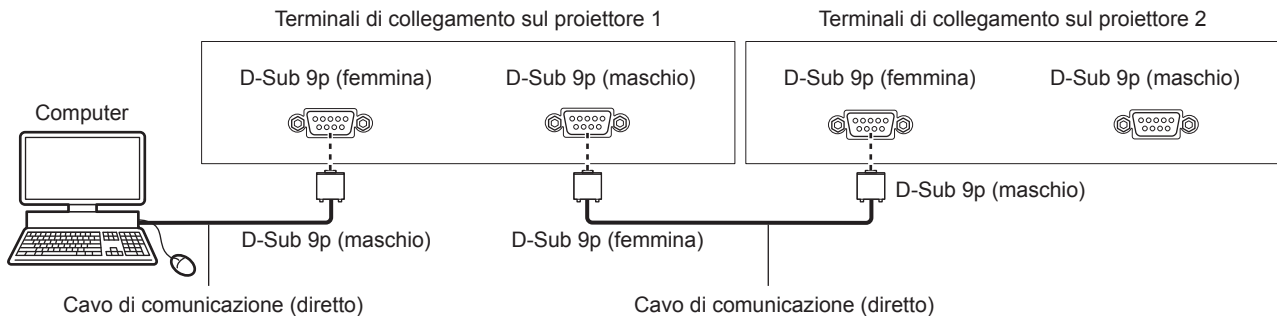 Terminali di collegamento sul proiettore 1
Terminali di collegamento sul proiettore 2
D-Sub 9p (femmina)
D-Sub 9p (maschio)
D-Sub 9p (femmina)
D-Sub 9p (maschio)
Computer
D-Sub 9p (maschio)
D-Sub 9p (maschio)
D-Sub 9p (femmina)
Cavo di comunicazione (diretto)
Cavo di comunicazione (diretto)